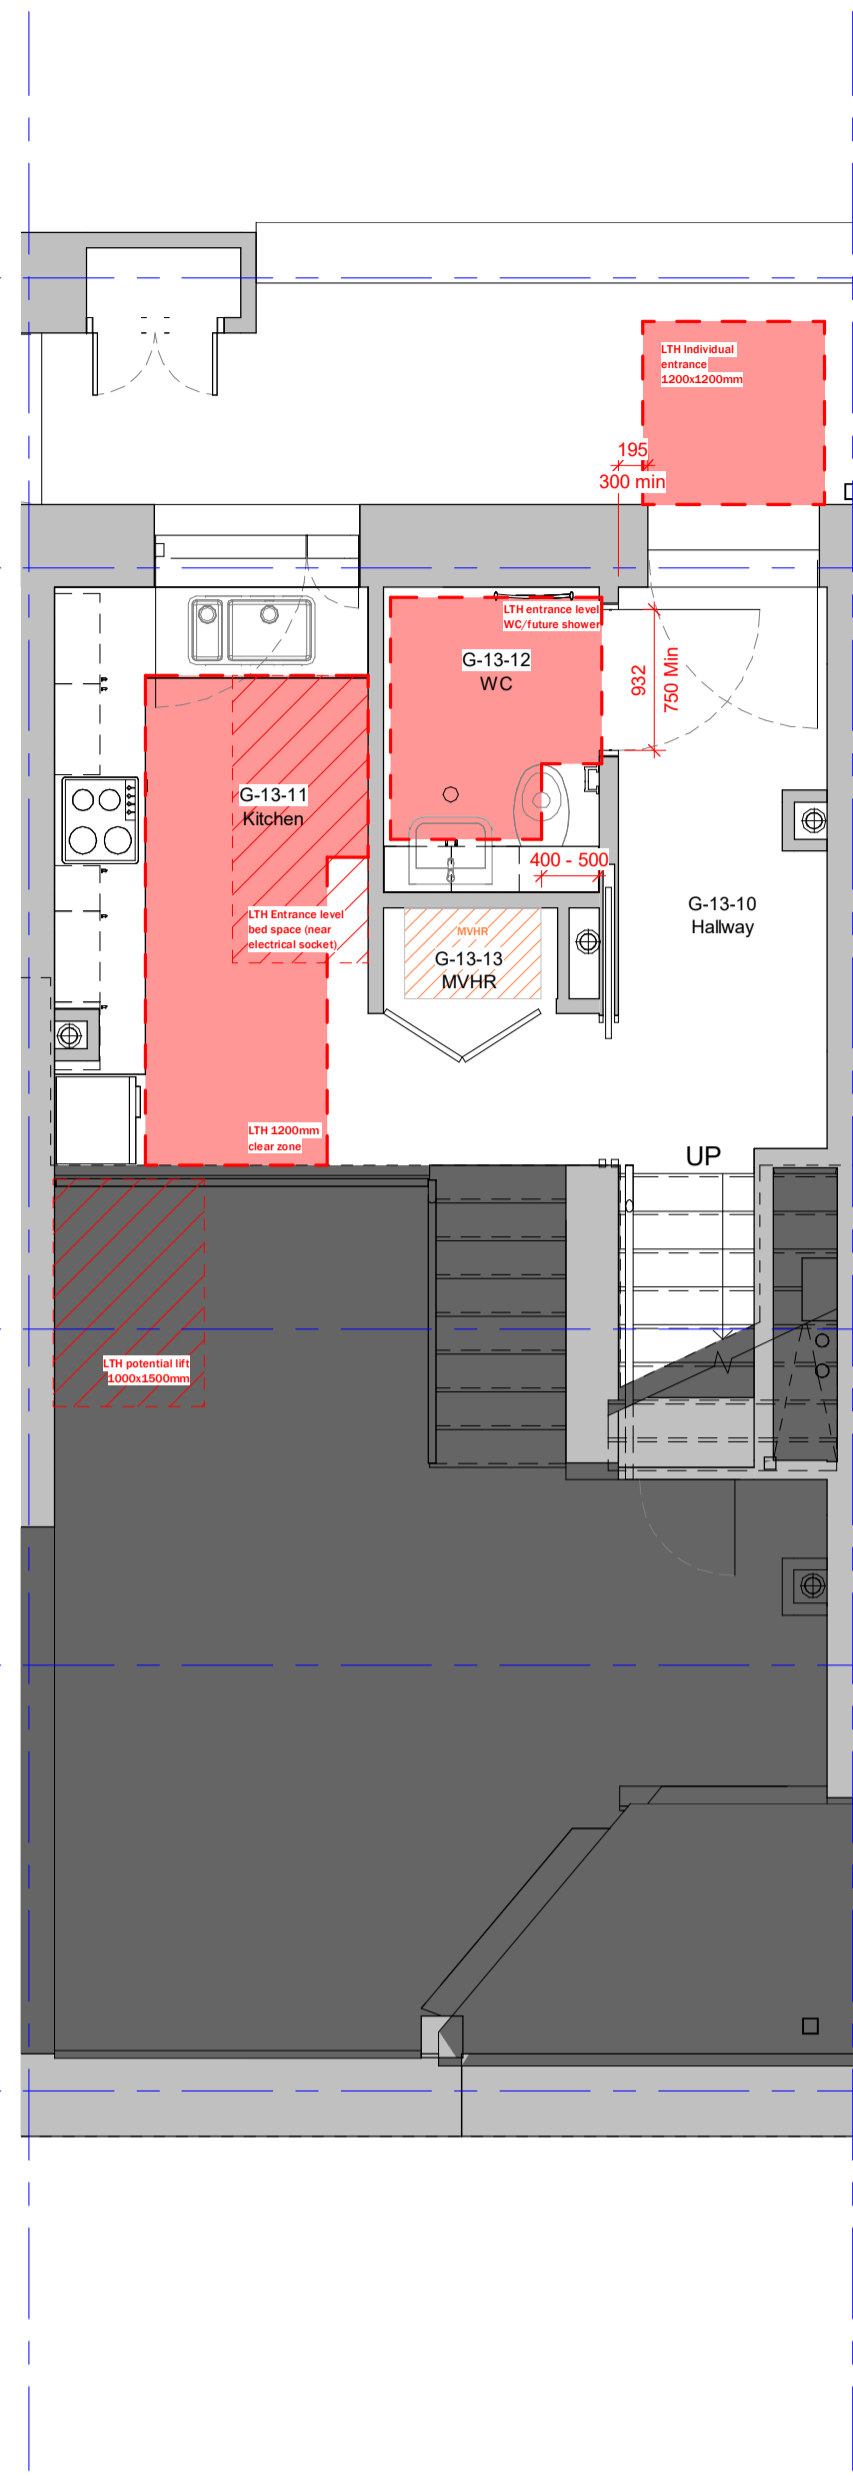 LTH Individual
entrance
1200x1200mm
195
300 min
LTH entrance level
WC/future shower
G-13-12
WC
932
750 Min
G-13-11
Kitchen
400 - 500
LTH Entrance level
bed space (near
electrical socket)
MVHR
G-13-13
MVHR
G-13-10
Hallway
LTH 1200mm
clear zone
UP
LTH potential lift
1000x1500mm